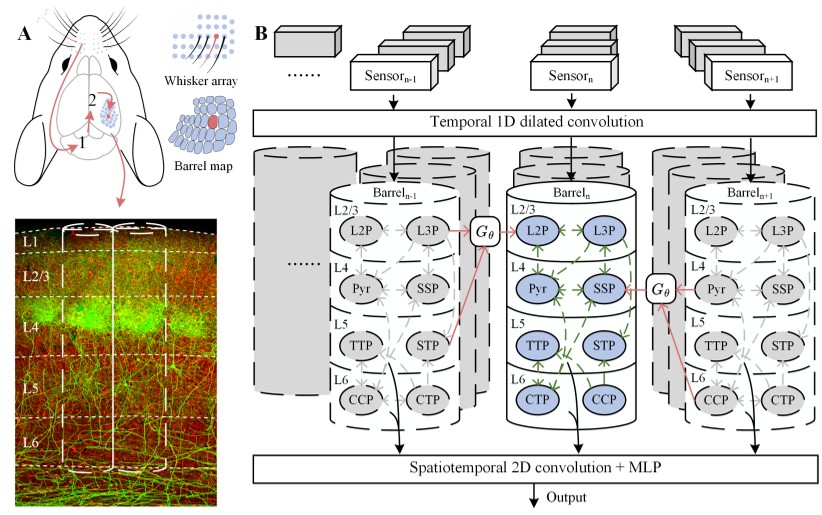 A
Whisker array
2
1
Barrel map
L1
L2/3
L4
L5
L6
B
......
Sensorn-1
Sensorn
Sensorn+1
Temporal 1D dilated convolution
......
Barreln-1
L2/3
L2P L3P
L4
Pyr SSP
L5
TTP STP
L6
CCP CTP
Gθ
Barreln
L2/3
L2P L3P
L4
Pyr SSP
L5
TTP STP
L6
CTP CCP
Gθ
Barreln+1
L2/3
L2P L3P
L4
Pyr SSP
L5
TTP STP
L6
CCP CTP
Spatiotemporal 2D convolution + MLP
Output